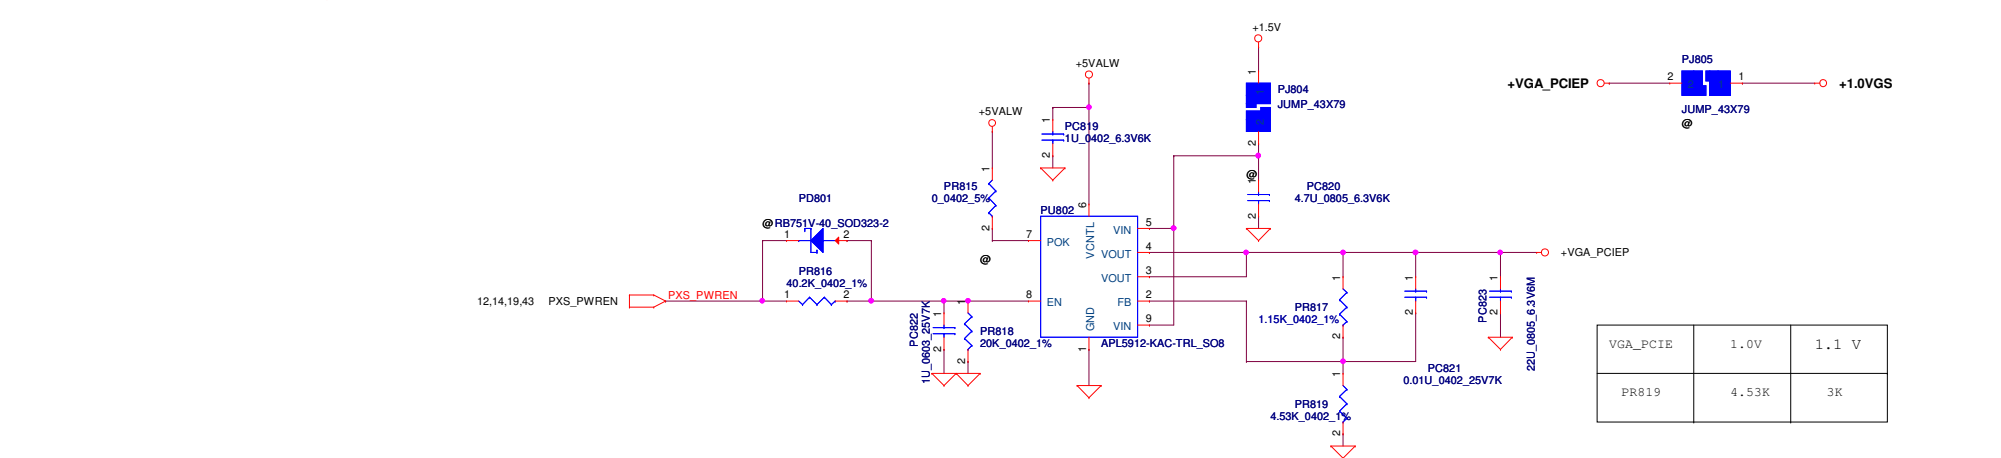 +1.5V
+5VALW
PJ805
+VGA_PCIEP
2
1
+1.0VGS
JUMP_43X79
@
1
PJ804
JUMP_43X79
2
@
+5VALW
1
PC819
1U_0402_6.3V6K
2
1
PR815
0_0402_5%
2
@
1
PC820
4.7U_0805_6.3V6K
2
PD801
@ RB751V-40_SOD323-2
1
2
PR816
40.2K_0402_1%
1
2
12,14,19,43
PXS_PWREN
PXS_PWREN
PU802
6
7
POK
VCNTL
VIN
5
VOUT
4
VOUT
3
8
EN
FB
2
GND
VIN
9
1
APL5912-KAC-TRL_SO8
+VGA_PCIEP
PC822
1U_0603_25V7K
1
2
1
PR818
20K_0402_1%
2
1
PR817
1.15K_0402_1%
2
1
2
PC821
0.01U_0402_25V7K
PC823
1
2
22U_0805_6.3V6M
1
PR819
4.53K_0402_1%
2
VGA_PCIE 1.0V 1.1 V
PR819 4.53K 3K